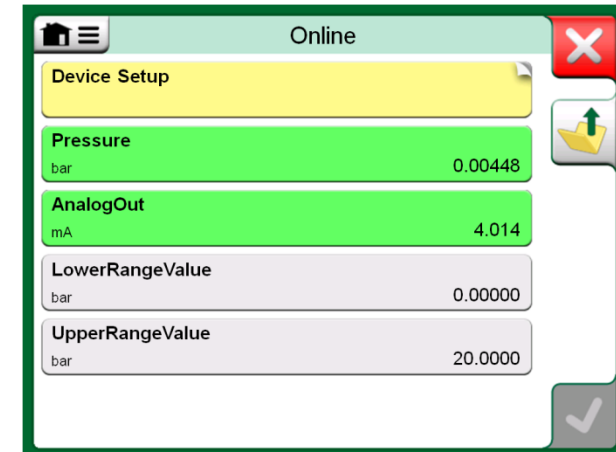 Online
Device Setup
Pressure
bar 0.00448
AnalogOut
mA 4.014
LowerRangeValue
bar 0.00000
UpperRangeValue
bar 20.0000